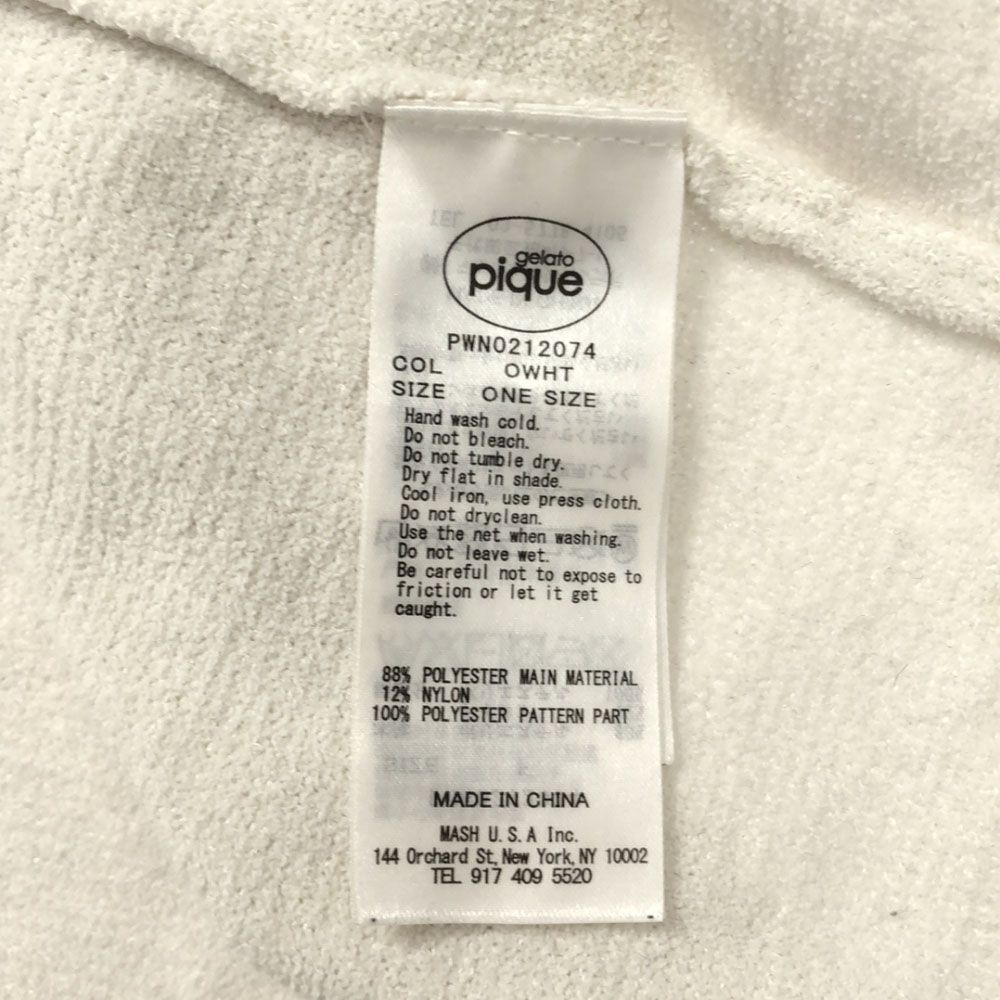 gelato
pique
PWN0212074
COL OWHT
SIZE ONE SIZE
Hand wash cold.
Do not bleach.
Do not tumble dry.
Dry flat in shade.
Cool iron, use press cloth.
Do not dryclean.
Use the net when washing.
Do not leave wet.
Be careful not to expose to
friction or let it get
caught.
88% POLYESTER MAIN MATERIAL
12% NYLON
100% POLYESTER PATTERN PART
MADE IN CHINA
MASH U.S.A Inc.
144 Orchard St, New York, NY 10002
TEL 917 409 5520